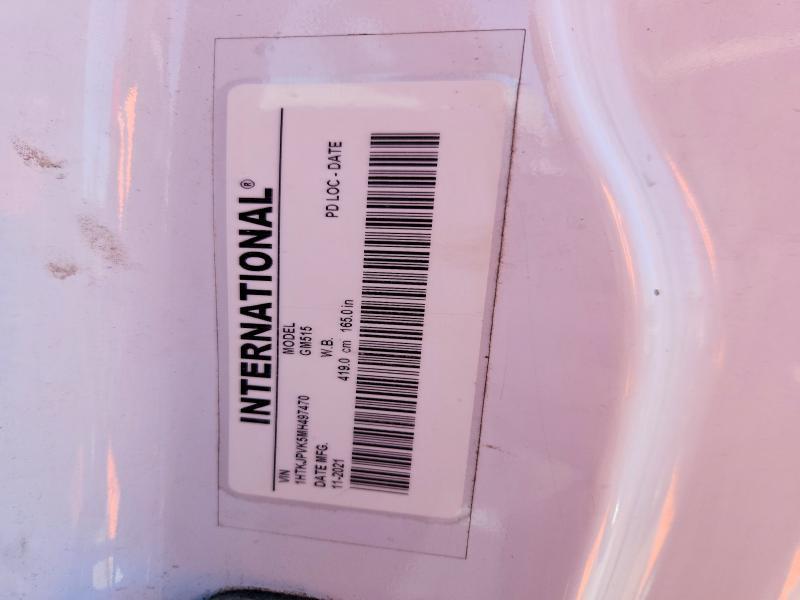 INTERNATIONAL®
VIN MODEL
1HTKJPVK5MH497470 GM515
DATE MFG. W.B. PD LOC - DATE
11-2021 419.0 cm 165.0 in